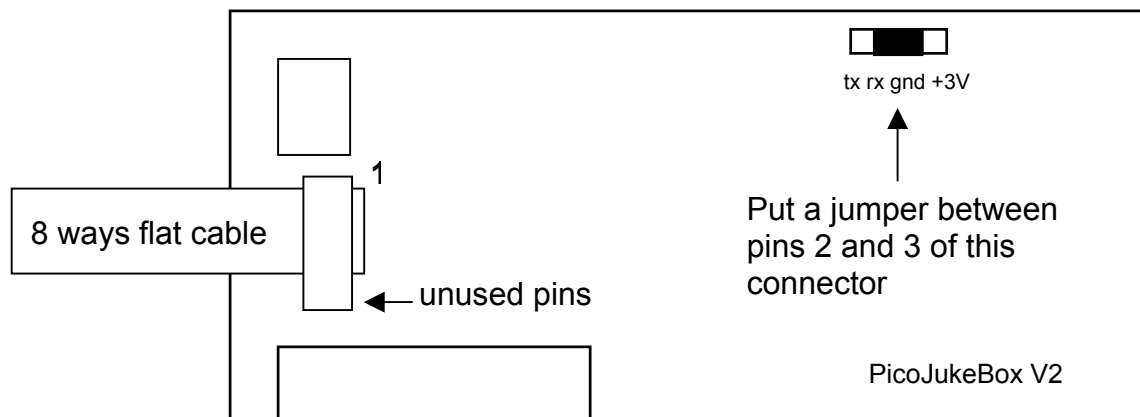 tx rx gnd +3V
1
8 ways flat cable
Put a jumper between
pins 2 and 3 of this
connector
unused pins
PicoJukeBox V2